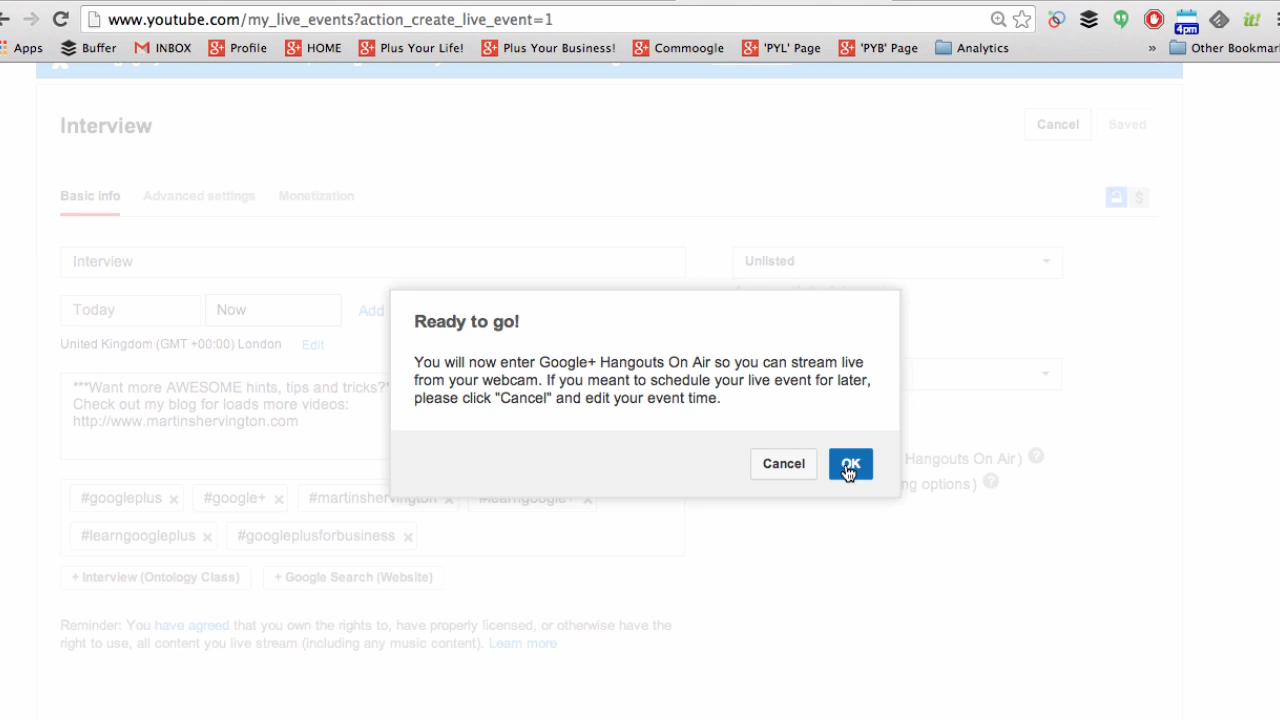 www.youtube.com/my_live_events?action_create_live_event=1
4pm
it!
Apps Buffer INBOX Profile HOME Plus Your Life! Plus Your Business! Commoogle 'PYL' Page 'PYB' Page Analytics » Other Bookmar
Interview
Cancel Saved
Basic info Advanced settings Monetization
$
Interview
Unlisted
Today Now Add
United Kingdom (GMT +00:00) London Edit
Ready to go!
You will now enter Google+ Hangouts On Air so you can stream live
from your webcam. If you meant to schedule your live event for later,
please click "Cancel" and edit your event time.
Cancel OK
***Want more AWESOME hints, tips and tricks?*
Check out my blog for loads more videos:
http://www.martinshervington.com
Hangouts On Air) ?
ng options) ?
#googleplus × #google+ × #martinshervington × #learngoogle+ ×
#learngoogleplus × #googleplusforbusiness ×
+ Interview (Ontology Class) + Google Search (Website)
Reminder: You have agreed that you own the rights to, have properly licensed, or otherwise have the
right to use, all content you live stream (including any music content). Learn more